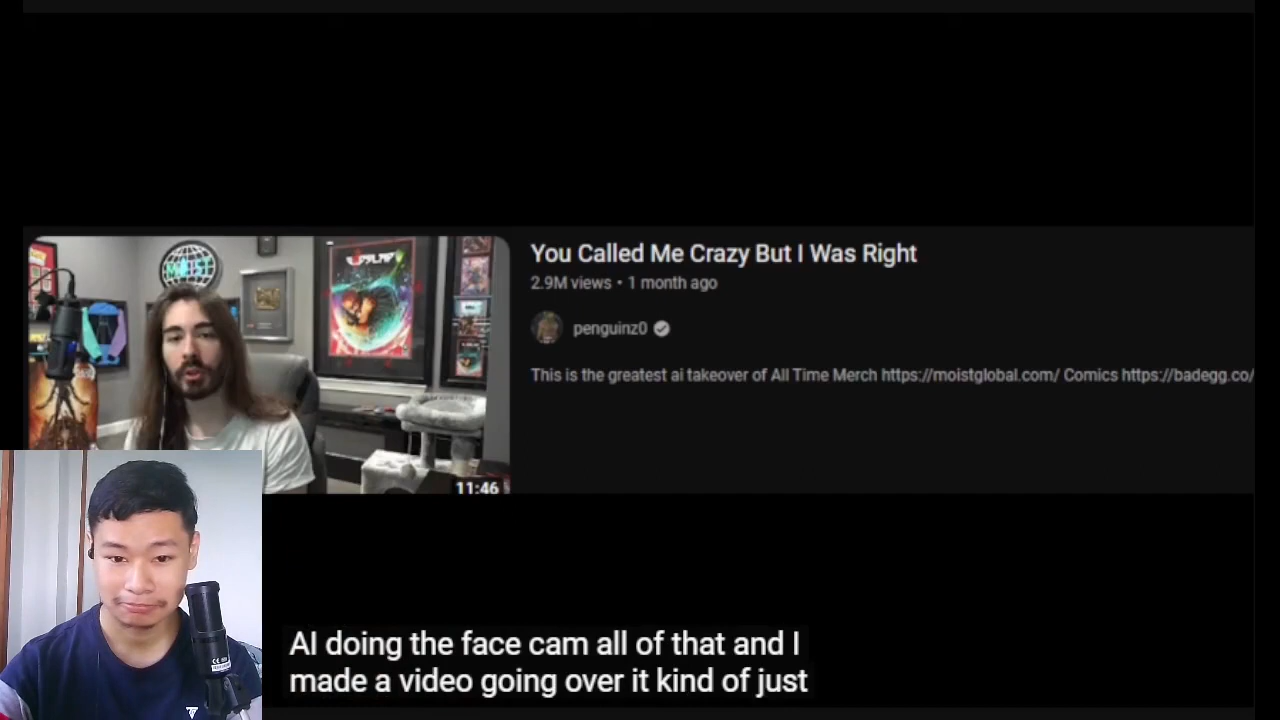 You Called Me Crazy But I Was Right
2.9M views • 1 month ago
MOIST
penguinz0
This is the greatest ai takeover of All Time Merch https://moistglobal.com/ Comics https://badegg.co/
11:46
AI doing the face cam all of that and I
made a video going over it kind of just